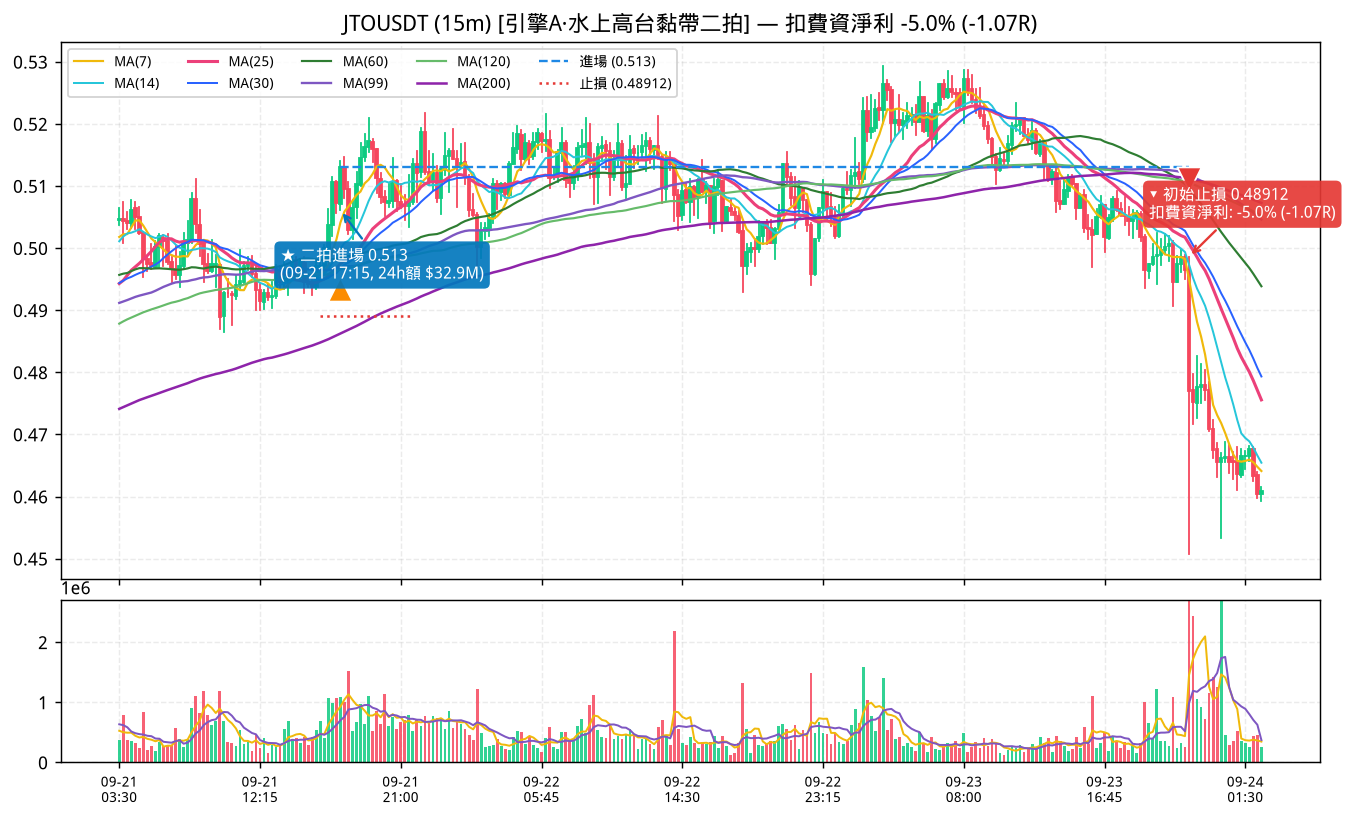 JTOUSDT (15m) [引擎A·水上高台黏帶二拍] — 扣費資淨利 -5.0% (-1.07R)
MA(7)
MA(14)
MA(25)
MA(30)
MA(60)
MA(99)
MA(120)
MA(200)
進場 (0.513)
止損 (0.48912)
0.53
0.52
0.51
0.50
0.49
0.48
0.47
0.46
0.45
★ 二拍進場 0.513
(09-21 17:15, 24h額 $32.9M)
▼ 初始止損 0.48912
扣費資淨利: -5.0% (-1.07R)
1e6
2
1
0
09-21
03:30
09-21
12:15
09-21
21:00
09-22
05:45
09-22
14:30
09-22
23:15
09-23
08:00
09-23
16:45
09-24
01:30